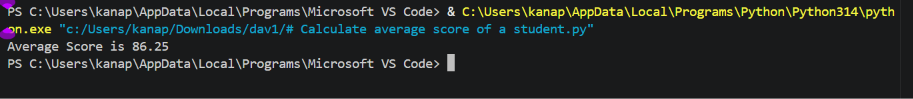 PS C:\Users\kanap\AppData\Local\Programs\Microsoft VS Code> & C:\Users\kanap\AppData\Local\Programs\Python\Python314\pyth
on.exe "c:/Users/kanap/Downloads/dav1/# Calculate average score of a student.py"
Average Score is 86.25
PS C:\Users\kanap\AppData\Local\Programs\Microsoft VS Code>